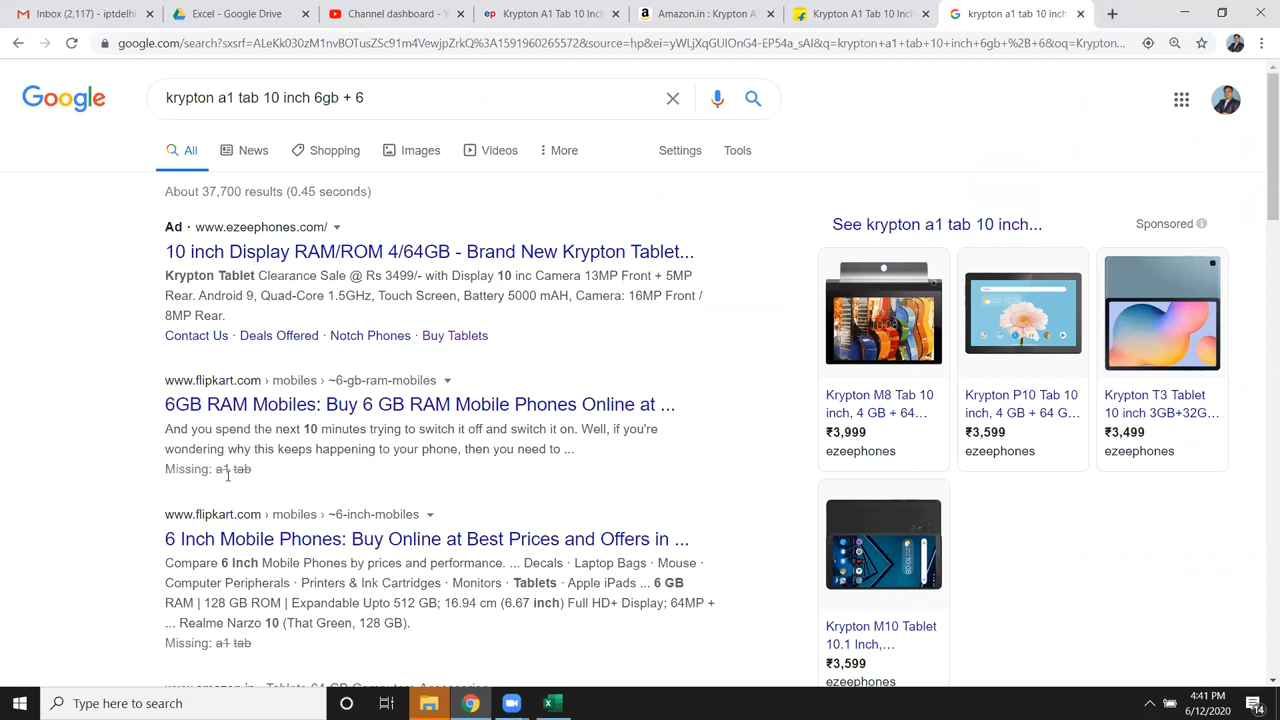 Inbox (2,117) - iptdelhi
Excel - Google Drive
Channel dashboard - Y
ep Krypton A1 Tab 10 Inch
Amazon.in : Krypton A
Krypton A1 Tab 10 Inch
krypton a1 tab 10 inch
google.com/search?sxsrf=ALeKk030zM1nvBOTusZSc91m4VewjpZrkQ%3A1591960265572&source=hp&ei=yWLjXqGUIOnG4-EP54a_sAI&q=krypton+a1+tab+10+inch+6gb+%2B+6&oq=Krypton...
Google
krypton a1 tab 10 inch 6gb + 6
All
News
Shopping
Images
Videos
More
Settings
Tools
About 37,700 results (0.45 seconds)
Ad · www.ezeephones.com/
10 inch Display RAM/ROM 4/64GB - Brand New Krypton Tablet...
Krypton Tablet Clearance Sale @ Rs 3499/- with Display 10 inc Camera 13MP Front + 5MP
Rear. Android 9, Quad-Core 1.5GHz, Touch Screen, Battery 5000 mAH, Camera: 16MP Front /
8MP Rear.
Contact Us · Deals Offered · Notch Phones · Buy Tablets
www.flipkart.com › mobiles › ~6-gb-ram-mobiles
6GB RAM Mobiles: Buy 6 GB RAM Mobile Phones Online at ...
And you spend the next 10 minutes trying to switch it off and switch it on. Well, if you're
wondering why this keeps happening to your phone, then you need to ...
Missing: a1 tab
www.flipkart.com › mobiles › ~6-inch-mobiles
6 Inch Mobile Phones: Buy Online at Best Prices and Offers in ...
Compare 6 Inch Mobile Phones by prices and performance. ... Decals · Laptop Bags · Mouse ·
Computer Peripherals · Printers & Ink Cartridges · Monitors · Tablets · Apple iPads ... 6 GB
RAM | 128 GB ROM | Expandable Upto 512 GB; 16.94 cm (6.67 inch) Full HD+ Display; 64MP +
... Realme Narzo 10 (That Green, 128 GB).
Missing: a1 tab
See krypton a1 tab 10 inch...
Sponsored
Krypton M8 Tab 10
inch, 4 GB + 64...
₹3,999
ezeephones
Krypton P10 Tab 10
inch, 4 GB + 64 G...
₹3,599
ezeephones
Krypton T3 Tablet
10 inch 3GB+32G...
₹3,499
ezeephones
Krypton M10 Tablet
10.1 Inch,...
₹3,599
ezeephones
Type here to search
4:41 PM
6/12/2020
14